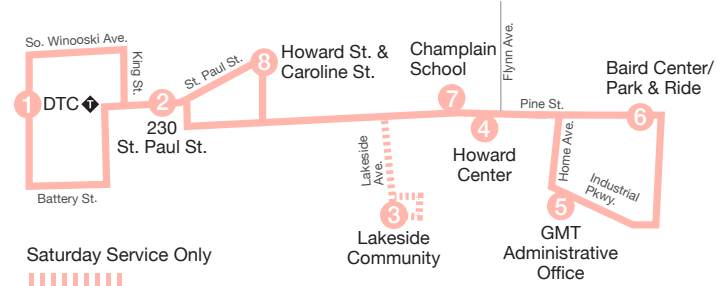 So. Winooski Ave.
King St.
1
DTC T
2
230
St. Paul St.
Battery St.
St. Paul St.
8
Howard St. &
Caroline St.
Lakeside
Ave.
3
Lakeside
Community
Champlain
School
7
4
Howard
Center
Flynn Ave.
Pine St.
Baird Center/
Park & Ride
6
Home Ave.
Industrial
Pkwy.
5
GMT
Administrative
Office
Saturday Service Only